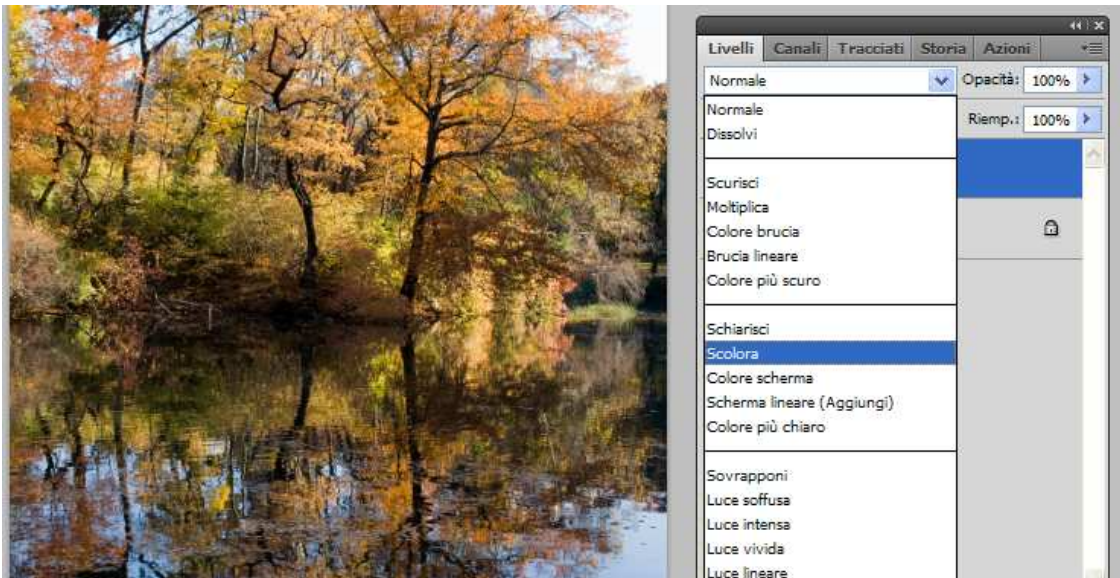 Livelli Canali Tracciati Storia Azioni
Normale Opacità: 100%
Normale Riemp.: 100%
Dissolvi
Scurisci
Moltiplica
Colore brucia
Brucia lineare
Colore più scuro
Schiarisci
Scolora
Colore scherma
Scherma lineare (Aggiungi)
Colore più chiaro
Sovrapponi
Luce soffusa
Luce intensa
Luce vivida
Luce lineare